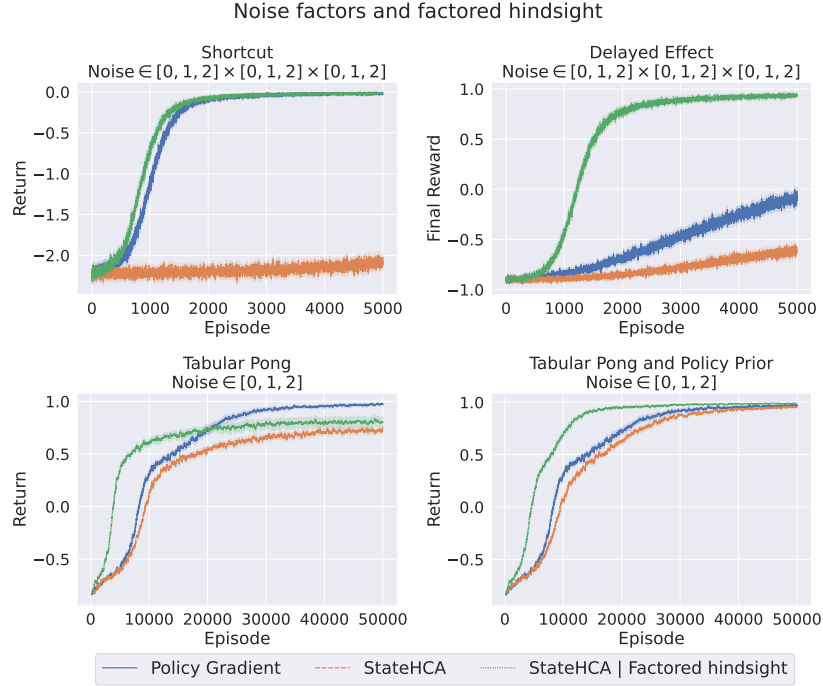 Noise factors and factored hindsight
Shortcut
Noise ∈ [0, 1, 2] × [0, 1, 2] × [0, 1, 2]
0.0
−0.5
−1.0
−1.5
−2.0
Return
0 1000 2000 3000 4000 5000
Episode
Delayed Effect
Noise ∈ [0, 1, 2] × [0, 1, 2] × [0, 1, 2]
1.0
0.5
0.0
−0.5
−1.0
Final Reward
0 1000 2000 3000 4000 5000
Episode
Tabular Pong
Noise ∈ [0, 1, 2]
1.0
0.5
0.0
−0.5
Return
0 10000 20000 30000 40000 50000
Episode
Tabular Pong and Policy Prior
Noise ∈ [0, 1, 2]
1.0
0.5
0.0
−0.5
Return
0 10000 20000 30000 40000 50000
Episode
Policy Gradient StateHCA StateHCA | Factored hindsight